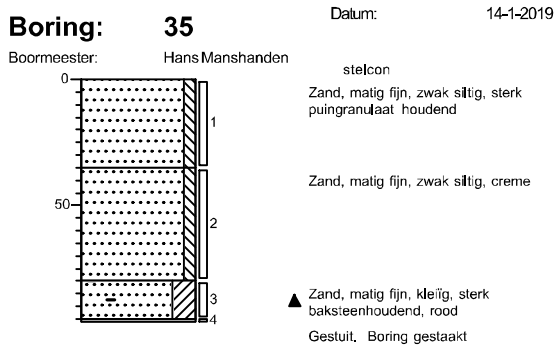 Boring: 35
Datum: 14-1-2019
Boormeester: Hans Manshanden
stelcon
0
Zand, matig fijn, zwak siltig, sterk
puingranulaat houdend
1
Zand, matig fijn, zwak siltig, creme
50
2
Zand, matig fijn, kleiïg, sterk
baksteenhoudend, rood
3
4
Gestuit. Boring gestaakt